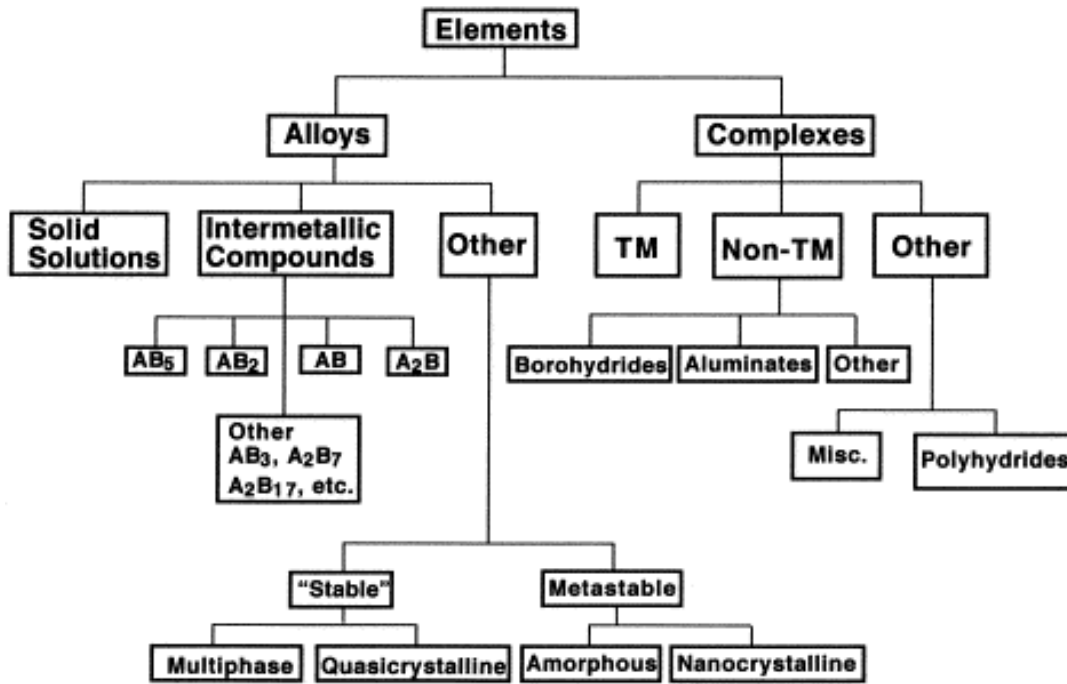 Elements
Alloys
Complexes
Solid
Solutions
Intermetallic
Compounds
Other
TM
Non-TM
Other
AB₅
AB₂
AB
A₂B
Borohydrides
Aluminates
Other
Other
AB₃, A₂B₇
A₂B₁₇, etc.
Misc.
Polyhydrides
“Stable”
Metastable
Multiphase
Quasicrystalline
Amorphous
Nanocrystalline